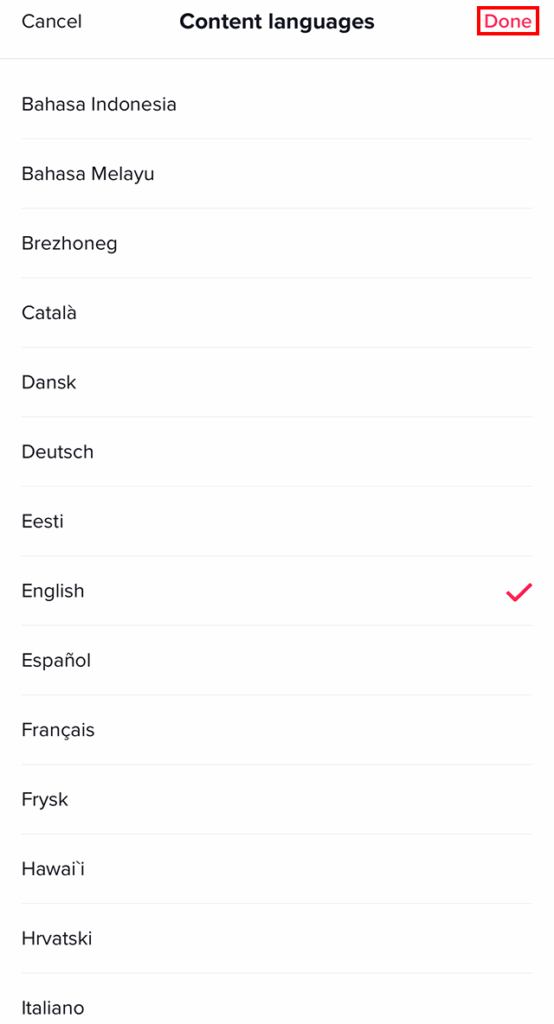 Cancel Content languages Done
Bahasa Indonesia
Bahasa Melayu
Brezhoneg
Català
Dansk
Deutsch
Eesti
English
Español
Français
Frysk
Hawai`i
Hrvatski
Italiano